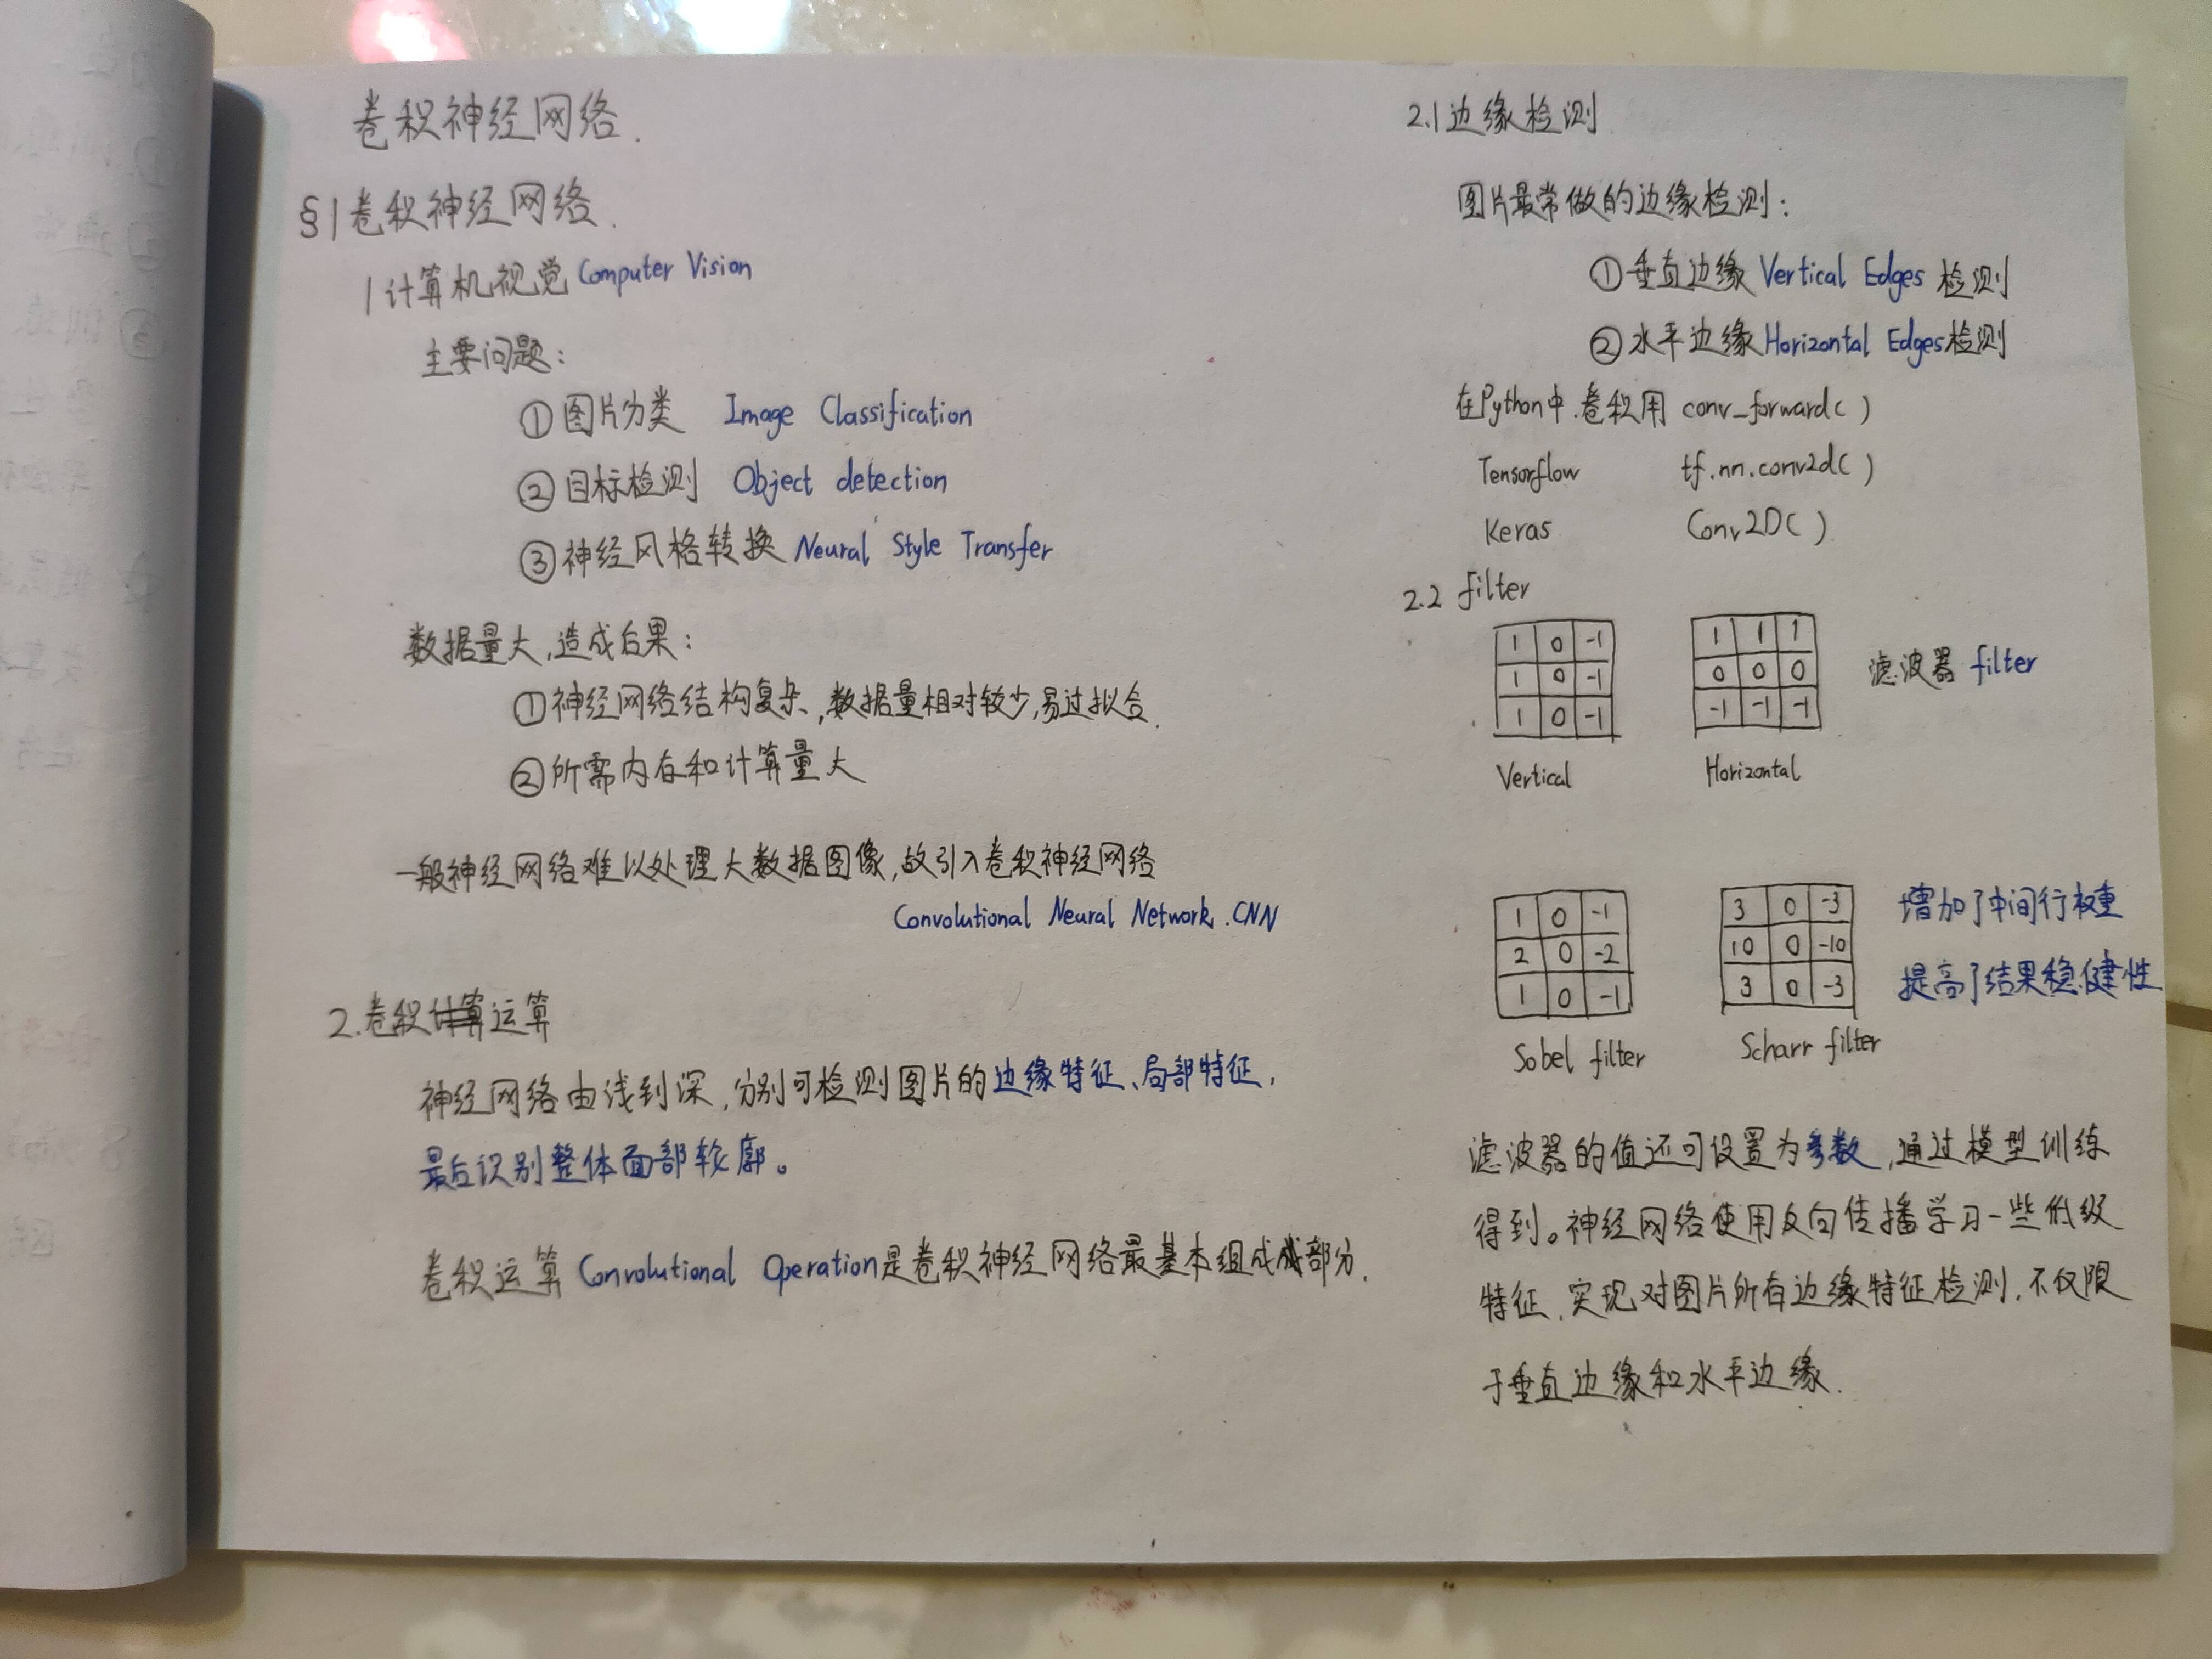 卷积神经网络.
§1卷积神经网络.
1计算机视觉Computer Vision
主要问题:
①图片分类 Image Classification
②目标检测 Object detection
③神经风格转换 Neural Style Transfer
数据量大,造成后果:
①神经网络结构复杂,数据量相对较少,易过拟合.
②所需内存和计算量大
一般神经网络难以处理大数据图像,故引入卷积神经网络
Convolutional Neural Network.CNN
2.卷积运算
神经网络由浅到深,分别可检测图片的边缘特征、局部特征,
最后识别整体面部轮廓。
卷积运算 Convolutional Operation是卷积神经网络最基本组成部分.
2.1边缘检测
图片最常做的边缘检测:
①垂直边缘 Vertical Edges 检测
②水平边缘Horizontal Edges检测
在Python中.卷积用 conv_forward( )
Tensorflow tf.nn.conv2d( )
Keras Conv2D( )
2.2 filter
1 0 -1
1 0 -1
1 0 -1
Vertical
1 1 1
0 0 0
-1 -1 -1
Horizontal
滤波器 filter
1 0 -1
2 0 -2
1 0 -1
Sobel filter
3 0 -3
10 0 -10
3 0 -3
Scharr filter
增加了中间行权重
提高了结果稳健性
滤波器的值还可设置为参数,通过模型训练
得到。神经网络使用反向传播学习一些低级
特征,实现对图片所有边缘特征检测,不仅限
于垂直边缘和水平边缘.